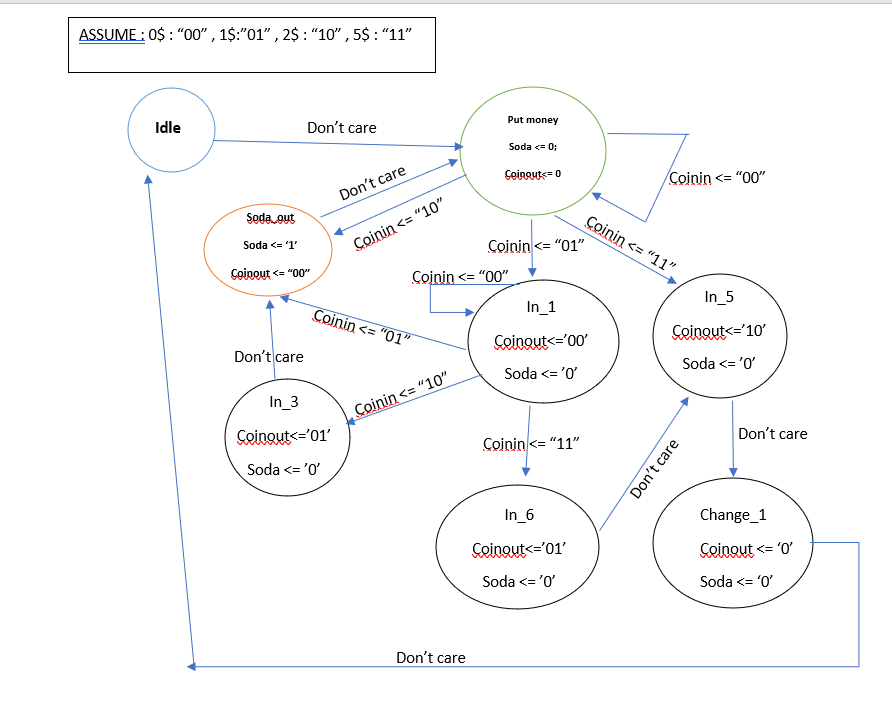 ASSUME : 0$ : “00” , 1$:”01” , 2$ : “10” , 5$ : “11”
Idle
Don’t care
Put money
Soda <= 0;
Coinout<= 0
Coinin <= “00”
Don’t care
Coinin <= “10”
Soda_out
Soda <= ‘1’
Coinout <= “00”
Coinin <= “01”
Coinin <= “11”
Coinin <= “00”
In_1
Coinout<=’00’
Soda <= ’0’
In_5
Coinout<=’10’
Soda <= ’0’
Coinin <= “01”
Don’t care
Coinin <= “10”
In_3
Coinout<=’01’
Soda <= ’0’
Coinin <= “11”
Don’t care
Don’t care
In_6
Coinout<=’01’
Soda <= ’0’
Change_1
Coinout <= ‘0’
Soda <= ‘0’
Don’t care